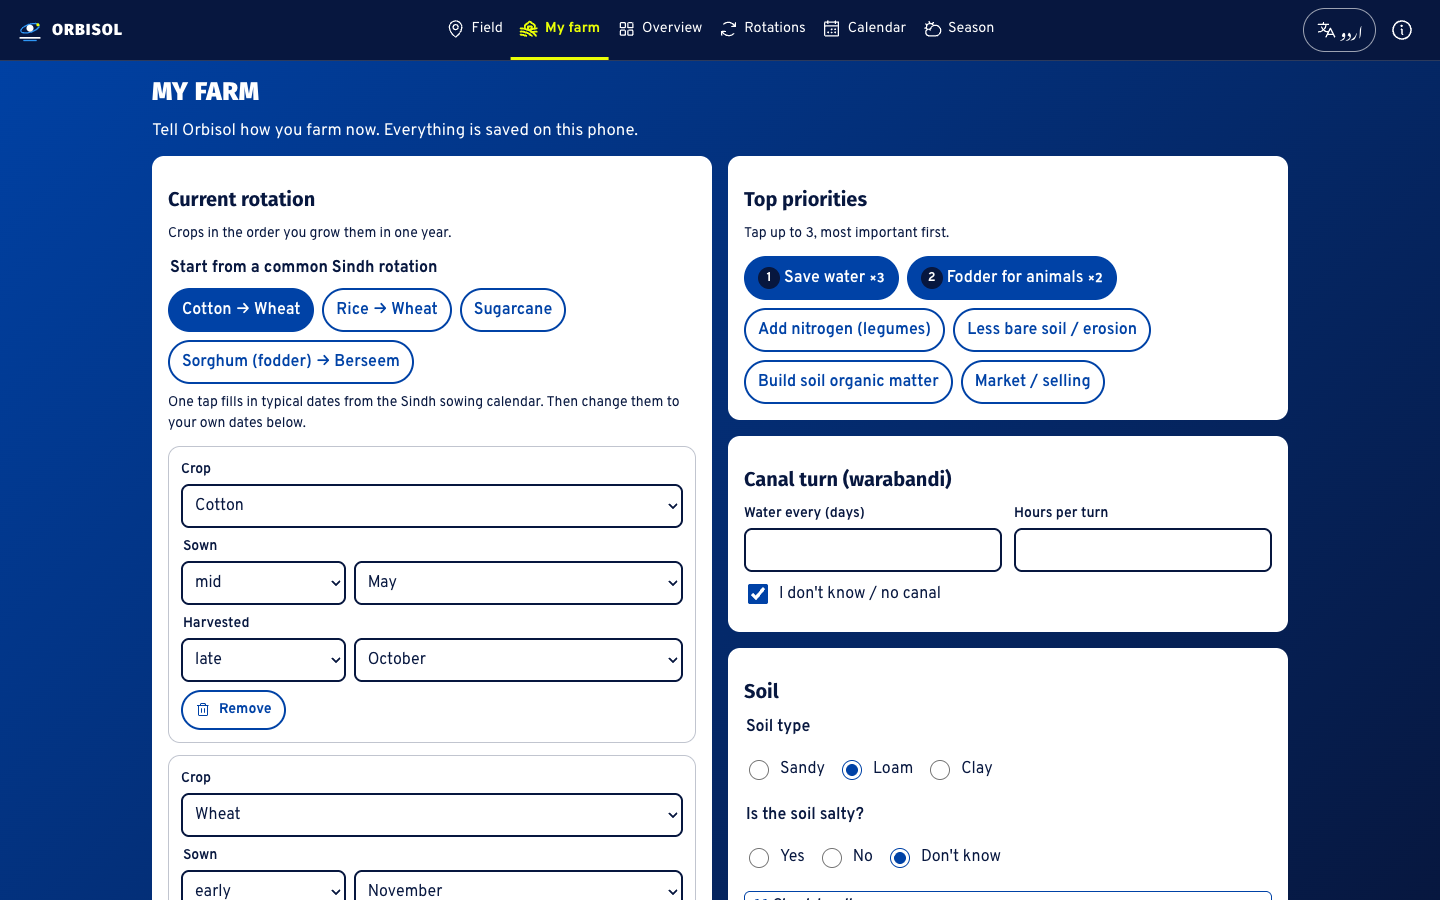 ORBISOL
Field
My farm
Overview
Rotations
Calendar
Season
اردو
MY FARM
Tell Orbisol how you farm now. Everything is saved on this phone.
Current rotation
Crops in the order you grow them in one year.
Start from a common Sindh rotation
Cotton → Wheat
Rice → Wheat
Sugarcane
Sorghum (fodder) → Berseem
One tap fills in typical dates from the Sindh sowing calendar. Then change them to
your own dates below.
Crop
Cotton
Sown
mid
May
Harvested
late
October
Remove
Crop
Wheat
Sown
early
November
Top priorities
Tap up to 3, most important first.
1 Save water ×3
2 Fodder for animals ×2
Add nitrogen (legumes)
Less bare soil / erosion
Build soil organic matter
Market / selling
Canal turn (warabandi)
Water every (days)
Hours per turn
I don't know / no canal
Soil
Soil type
Sandy
Loam
Clay
Is the soil salty?
Yes
No
Don't know